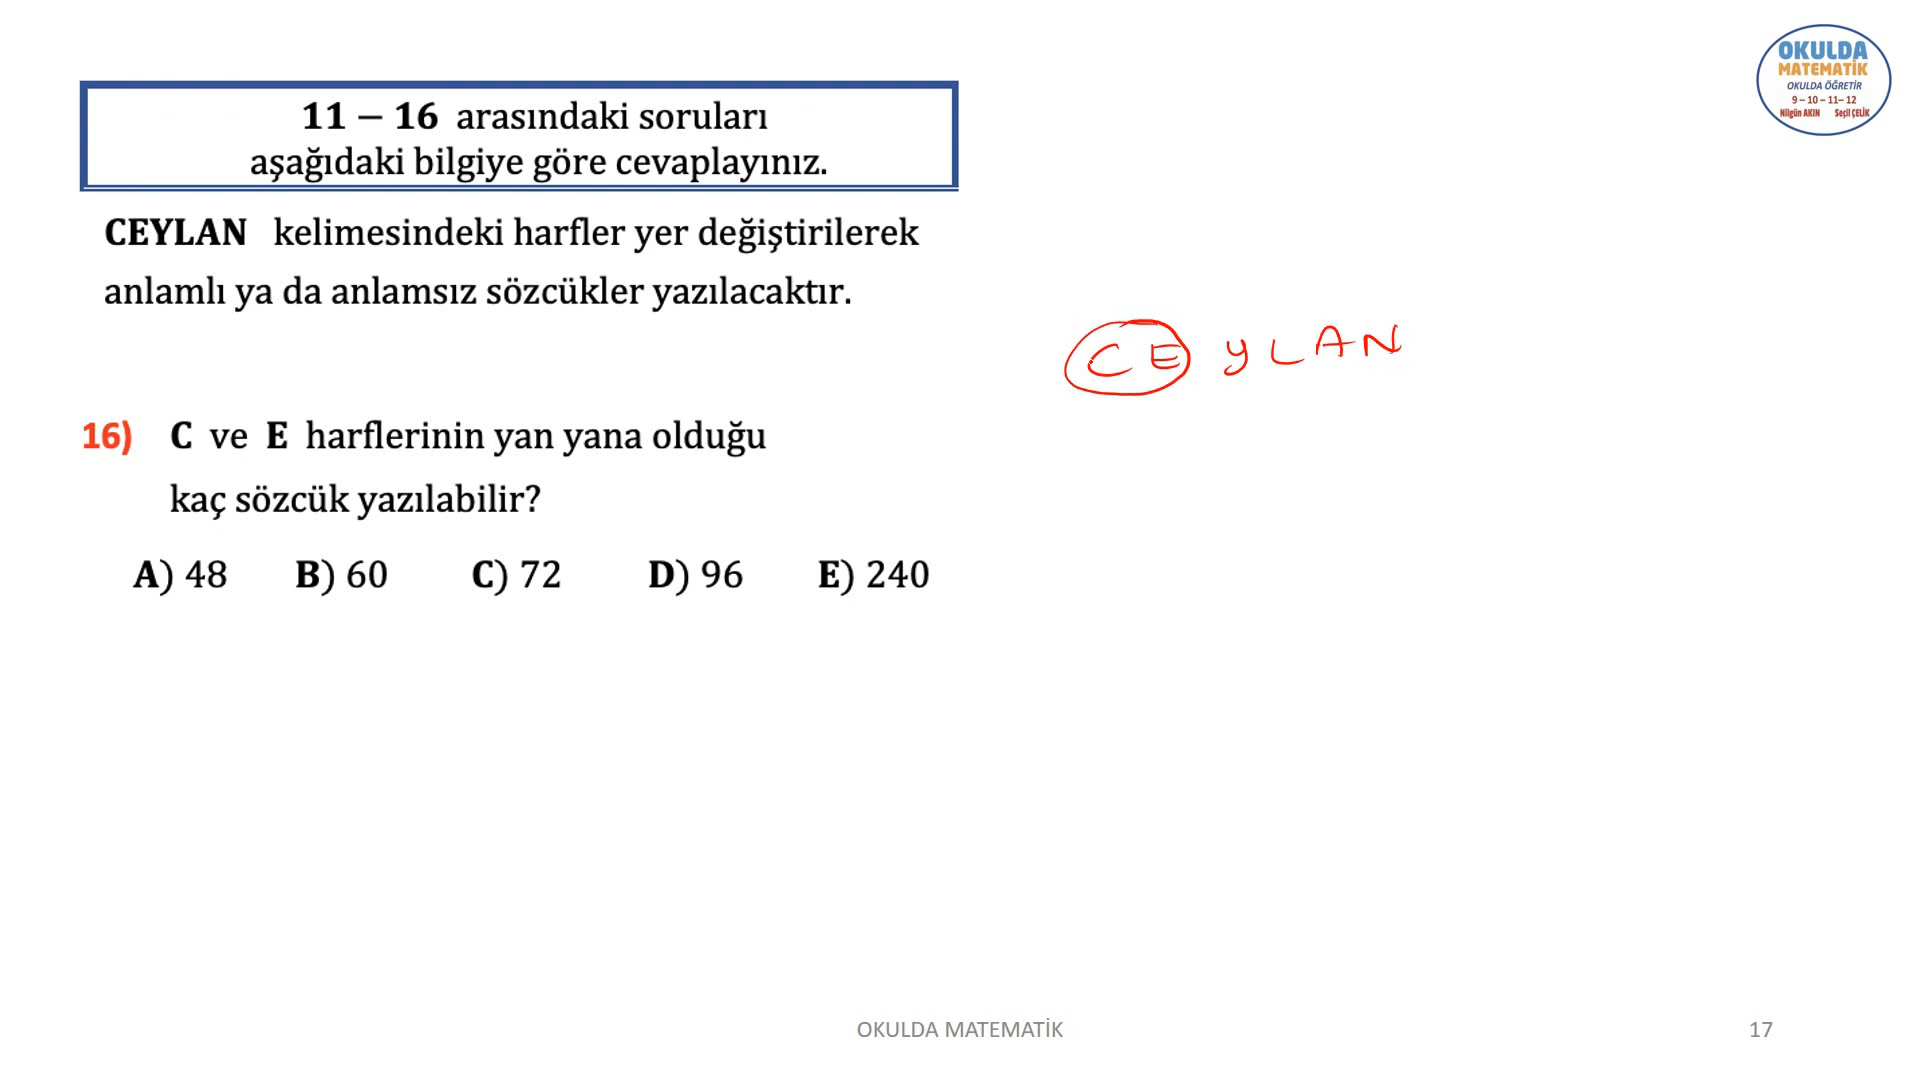 OKULDA
MATEMATİK
OKULDA ÖĞRETİR
9 – 10 – 11– 12
Nilgün AKIN Seçil ÇELİK
11 – 16 arasındaki soruları
aşağıdaki bilgiye göre cevaplayınız.
CEYLAN kelimesindeki harfler yer değiştirilerek
anlamlı ya da anlamsız sözcükler yazılacaktır.
CE YLAN
16) C ve E harflerinin yan yana olduğu
kaç sözcük yazılabilir?
A) 48 B) 60 C) 72 D) 96 E) 240
OKULDA MATEMATİK 17